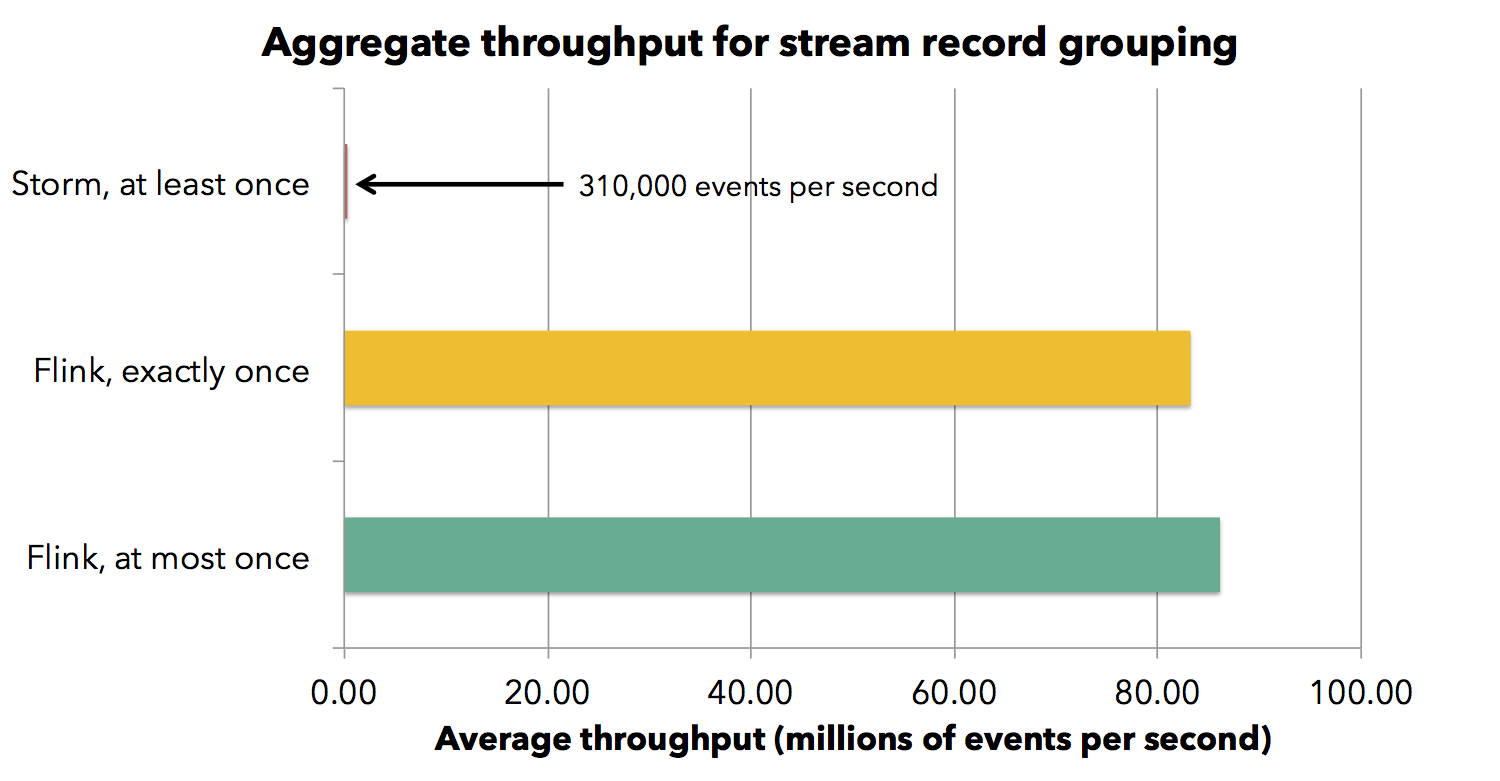 Aggregate throughput for stream record grouping
Storm, at least once
310,000 events per second
Flink, exactly once
Flink, at most once
0.00 20.00 40.00 60.00 80.00 100.00
Average throughput (millions of events per second)